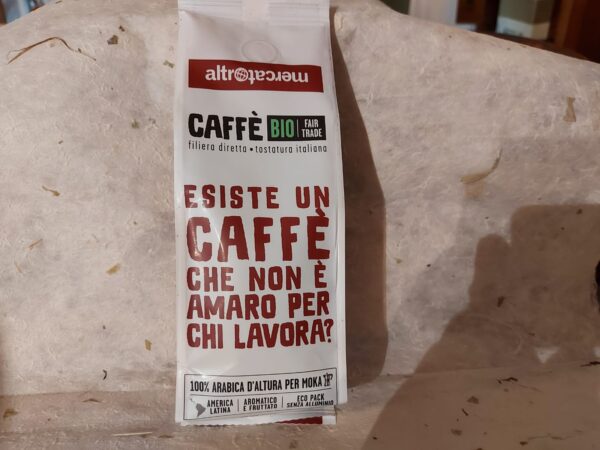 altromercato
CAFFÈ BIO FAIR TRADE
filiera diretta • tostatura italiana
ESISTE UN
CAFFÈ
CHE NON È
AMARO PER
CHI LAVORA?
100% ARABICA D'ALTURA PER MOKA
AMERICA LATINA | AROMATICO E FRUTTATO | ECO PACK SENZA ALLUMINIO